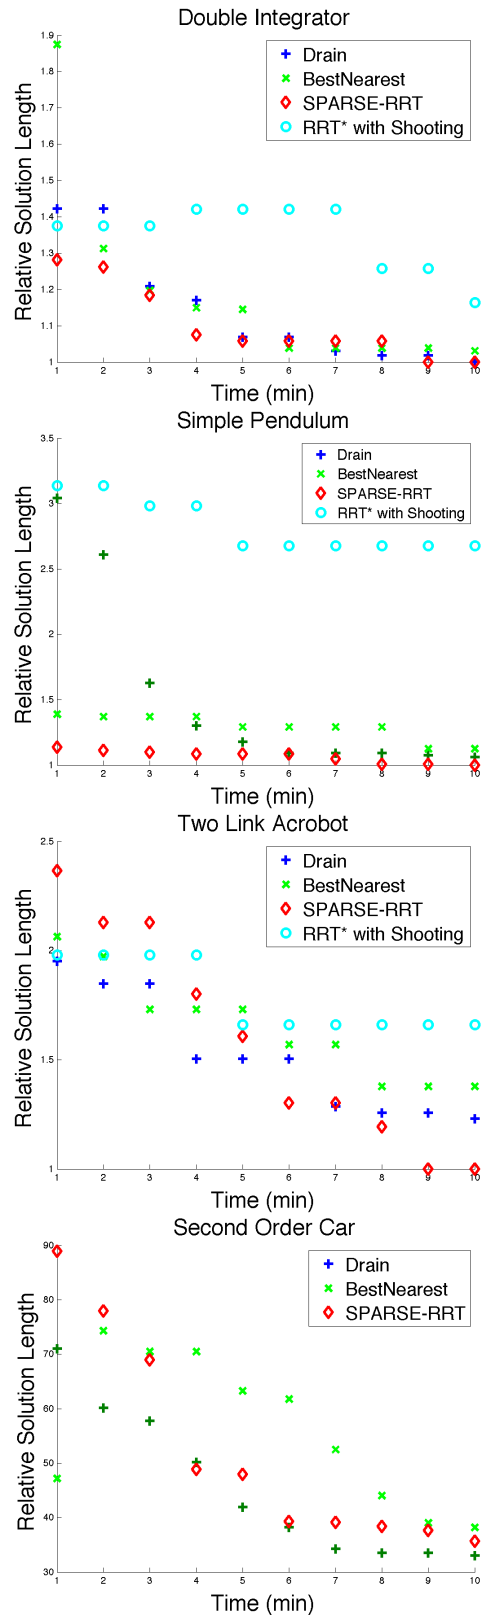 Double Integrator
Relative Solution Length
1.9
1.8
1.7
1.6
1.5
1.4
1.3
1.2
1.1
1
Drain
BestNearest
SPARSE-RRT
RRT* with Shooting
1 2 3 4 5 6 7 8 9 10
Time (min)
Simple Pendulum
Relative Solution Length
3.5
3
2.5
2
1.5
1
Drain
BestNearest
SPARSE-RRT
RRT* with Shooting
1 2 3 4 5 6 7 8 9 10
Time (min)
Two Link Acrobot
Relative Solution Length
2.5
2
1.5
1
Drain
BestNearest
SPARSE-RRT
RRT* with Shooting
1 2 3 4 5 6 7 8 9 10
Time (min)
Second Order Car
Relative Solution Length
90
80
70
60
50
40
30
Drain
BestNearest
SPARSE-RRT
1 2 3 4 5 6 7 8 9 10
Time (min)